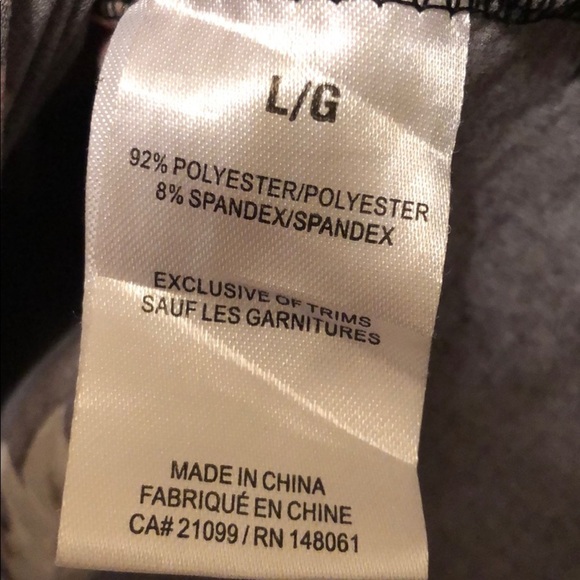 L/G
92% POLYESTER/POLYESTER
8% SPANDEX/SPANDEX
EXCLUSIVE OF TRIMS
SAUF LES GARNITURES
MADE IN CHINA
FABRIQUÉ EN CHINE
CA# 21099 / RN 148061